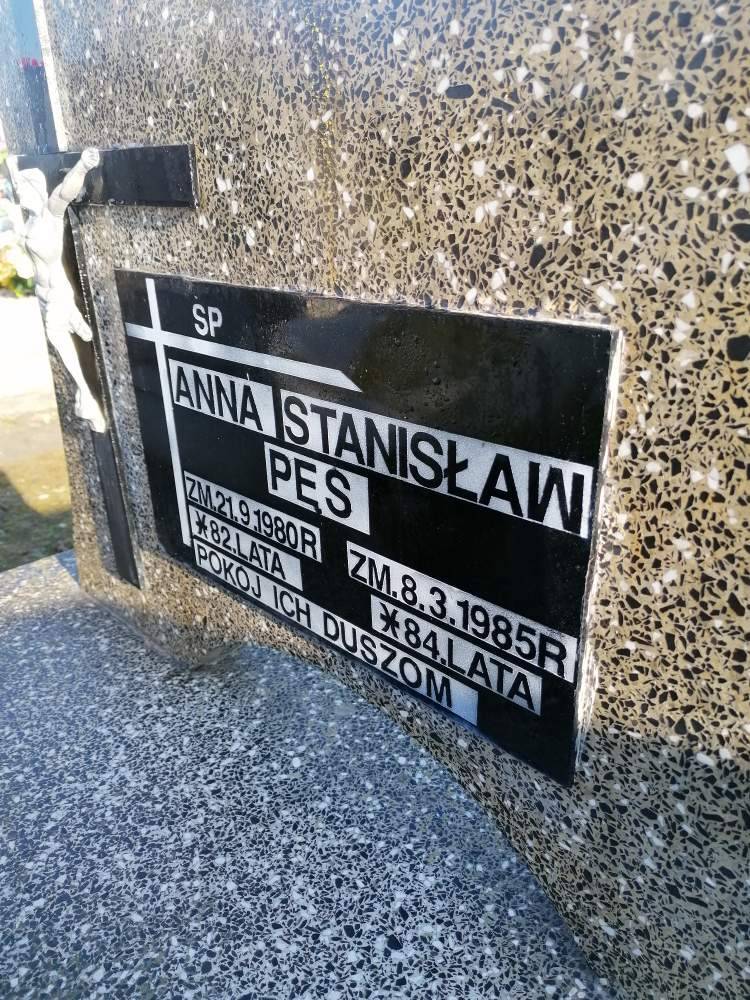 SP
ANNA STANISŁAW
PĘS
ZM.21.9.1980R ZM.8.3.1985R
*82.LATA *84.LATA
POKÓJ ICH DUSZOM